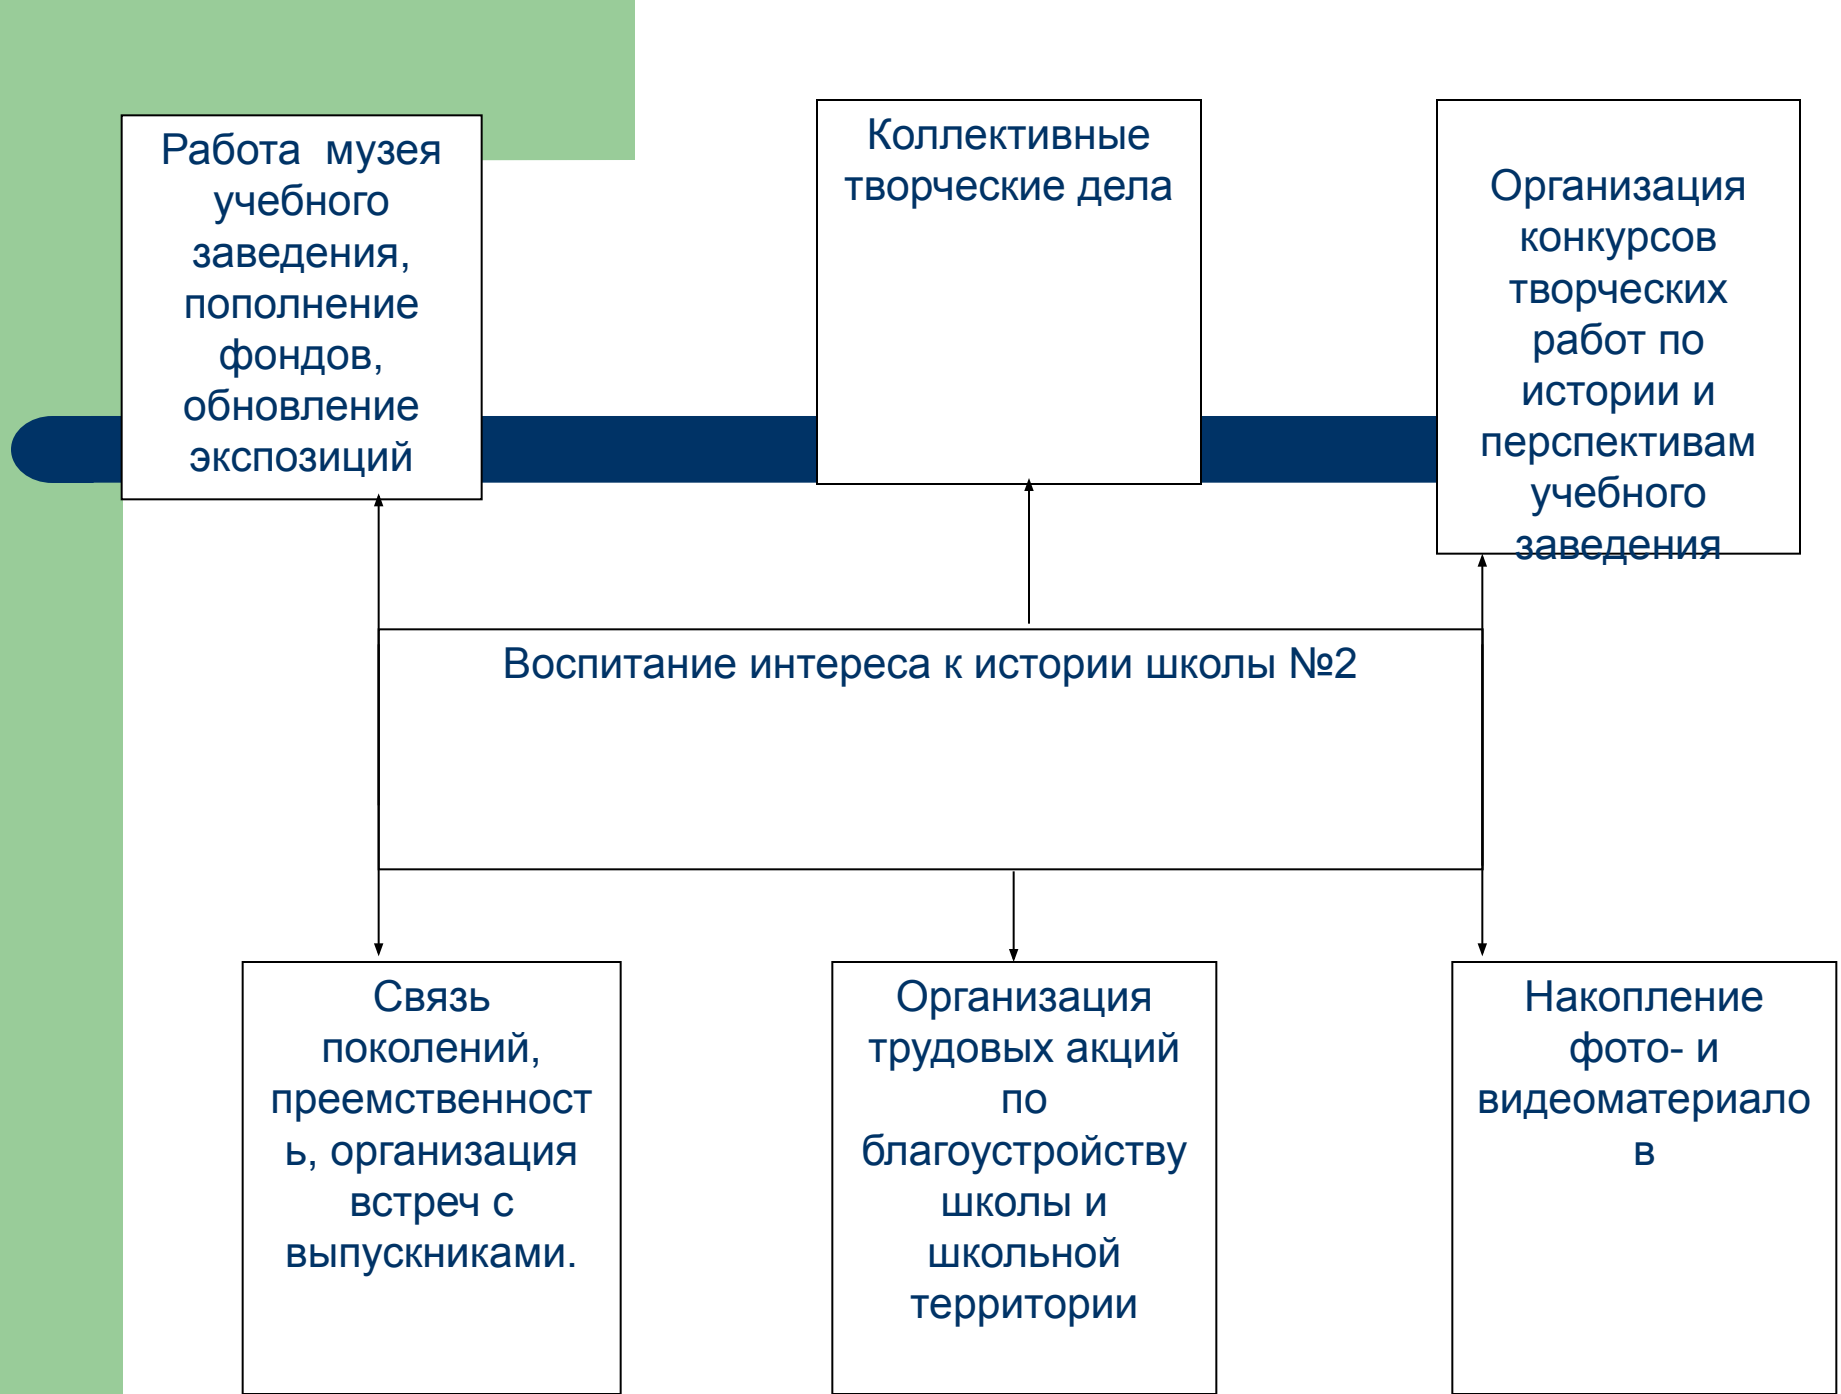 Работа музея
учебного
заведения,
пополнение
фондов,
обновление
экспозиций
Коллективные
творческие дела
Организация
конкурсов
творческих
работ по
истории и
перспективам
учебного
заведения
Воспитание интереса к истории школы №2
Связь
поколений,
преемственност
ь, организация
встреч с
выпускниками.
Организация
трудовых акций
по
благоустройству
школы и
школьной
территории
Накопление
фото- и
видеоматериало
в